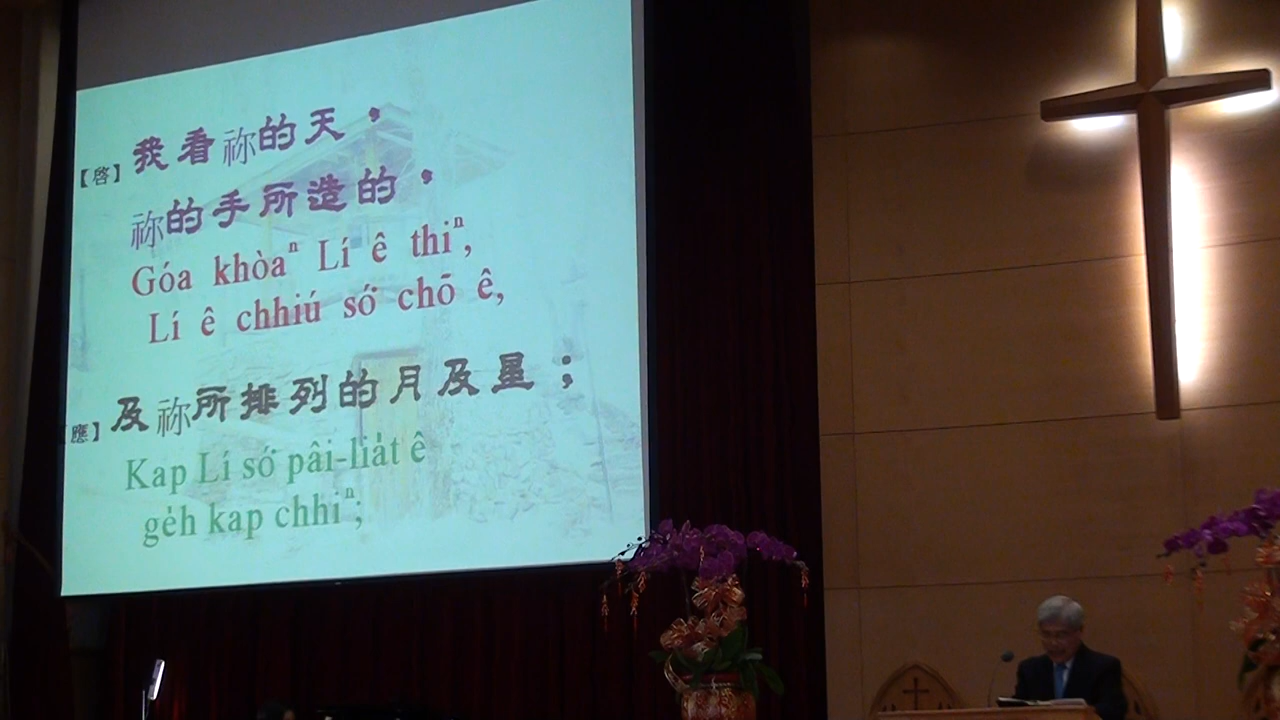 【啓】我看祢的天，
祢的手所造的，
Góa khòaⁿ Lí ê thiⁿ,
Lí ê chhiú só͘ chō ê,
【應】及祢所排列的月及星；
Kap Lí só͘ pâi-lia̍t ê
ge̍h kap chhiⁿ;